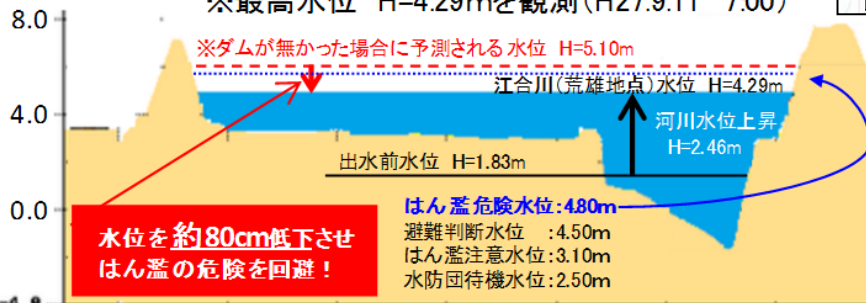 ※最高水位 H=4.29mを観測(H27.9.11 7:00)
8.0
※ダムが無かった場合に予測される水位 H=5.10m
江合川(荒雄地点)水位 H=4.29m
4.0
河川水位上昇
H=2.46m
出水前水位 H=1.83m
0.0
はん濫危険水位:4.80m
避難判断水位 :4.50m
はん濫注意水位:3.10m
水防団待機水位:2.50m
水位を約80cm低下させ
はん濫の危険を回避!